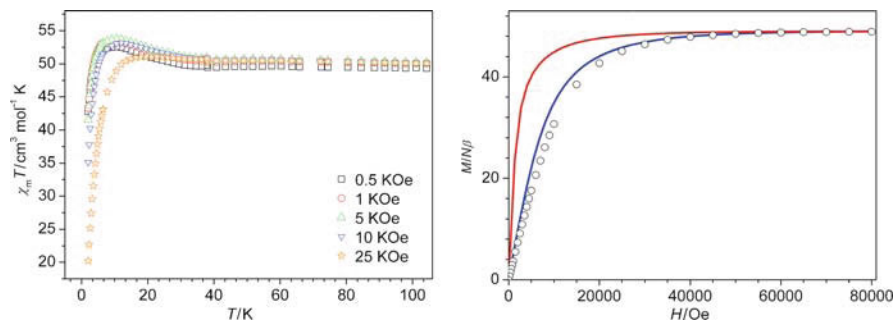 55
50
45
40
35
30
25
20
χmT/cm³ mol⁻¹ K
0.5 KOe
1 KOe
5 KOe
10 KOe
25 KOe
0 20 40 60 80 100
T/K
40
20
0
M/Nβ
0 20000 40000 60000 80000
H/Oe